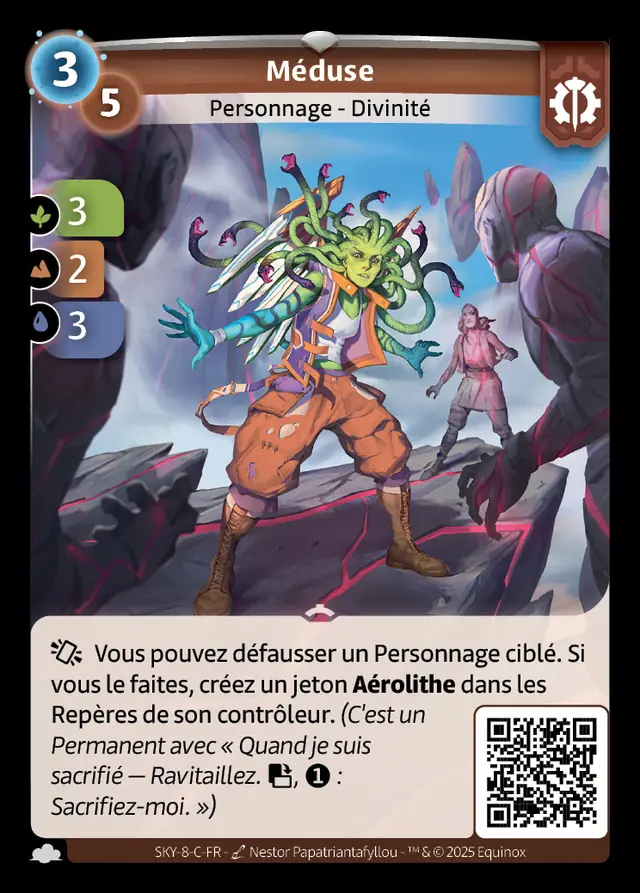 3
Méduse
5
Personnage - Divinité
3
2
3
Vous pouvez défausser un Personnage ciblé. Si
vous le faites, créez un jeton Aérolithe dans les
Repères de son contrôleur. (C'est un
Permanent avec « Quand je suis
sacrifié — Ravitaillez. , 1 :
Sacrifiez-moi. »)
SKY-8-C-FR - Nestor Papatriantafyllou - ™ & © 2025 Equinox